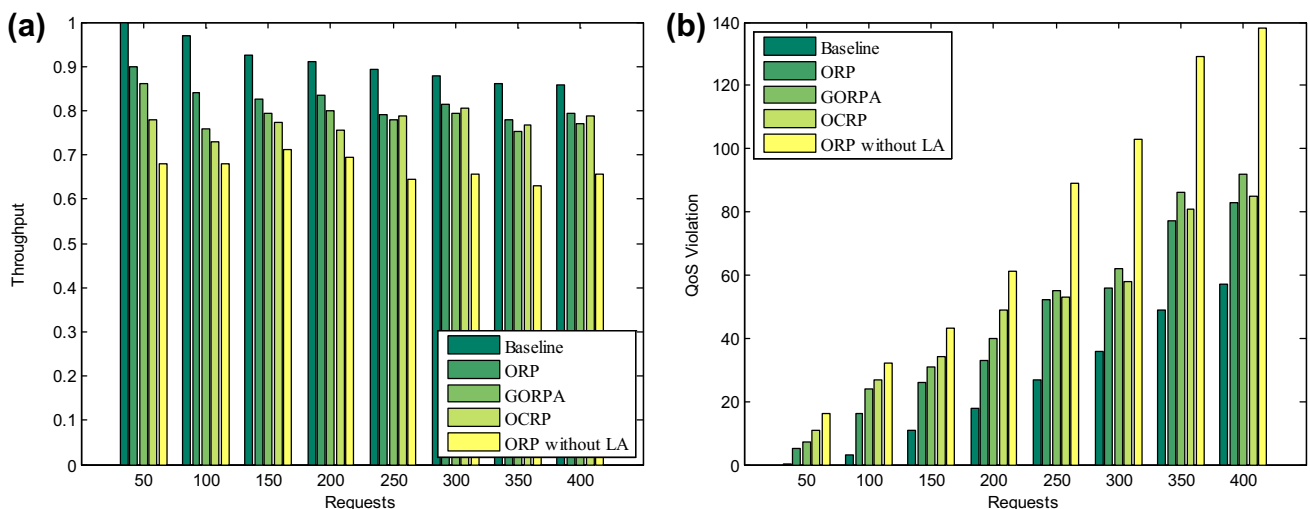 (a)
1
0.9
0.8
0.7
0.6
0.5
0.4
0.3
0.2
0.1
0
Throughput
50 100 150 200 250 300 350 400
Requests
Baseline
ORP
GORPA
OCRP
ORP without LA
(b)
140
120
100
80
60
40
20
0
QoS Violation
50 100 150 200 250 300 350 400
Requests
Baseline
ORP
GORPA
OCRP
ORP without LA